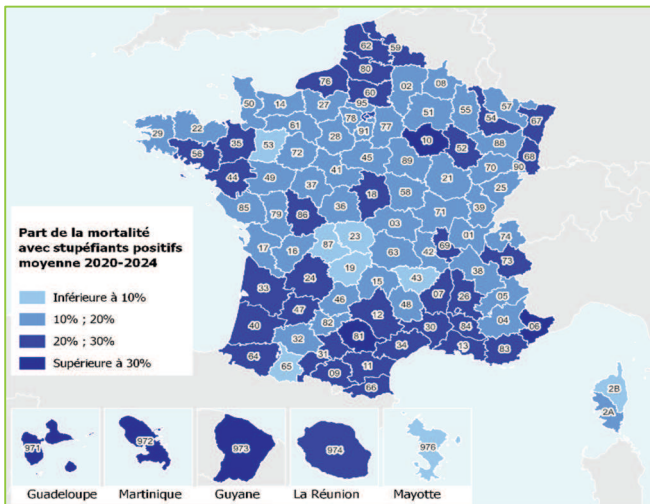 62 59
80
76 02 08
60
50 14 27 95 51 55 57
78 54 67
61 77
29 22 91 10 88 68
35 53 28 52
56 72 45 89 70 90
41
44 49 37 18 58 21 25
36
85 79 86 71 39
03
23 01
17 16 87 63 42 69 74
19 38 73
24 15 43
33 46 07 26 05
47 48
40 82 12 04 06
32 81 30 84
64 31 34 13 83
65 09 11
66
2B
2A
Part de la mortalité
avec stupéfiants positifs
moyenne 2020-2024
Inférieure à 10%
10% ; 20%
20% ; 30%
Supérieure à 30%
971 972 973 974 976
Guadeloupe Martinique Guyane La Réunion Mayotte